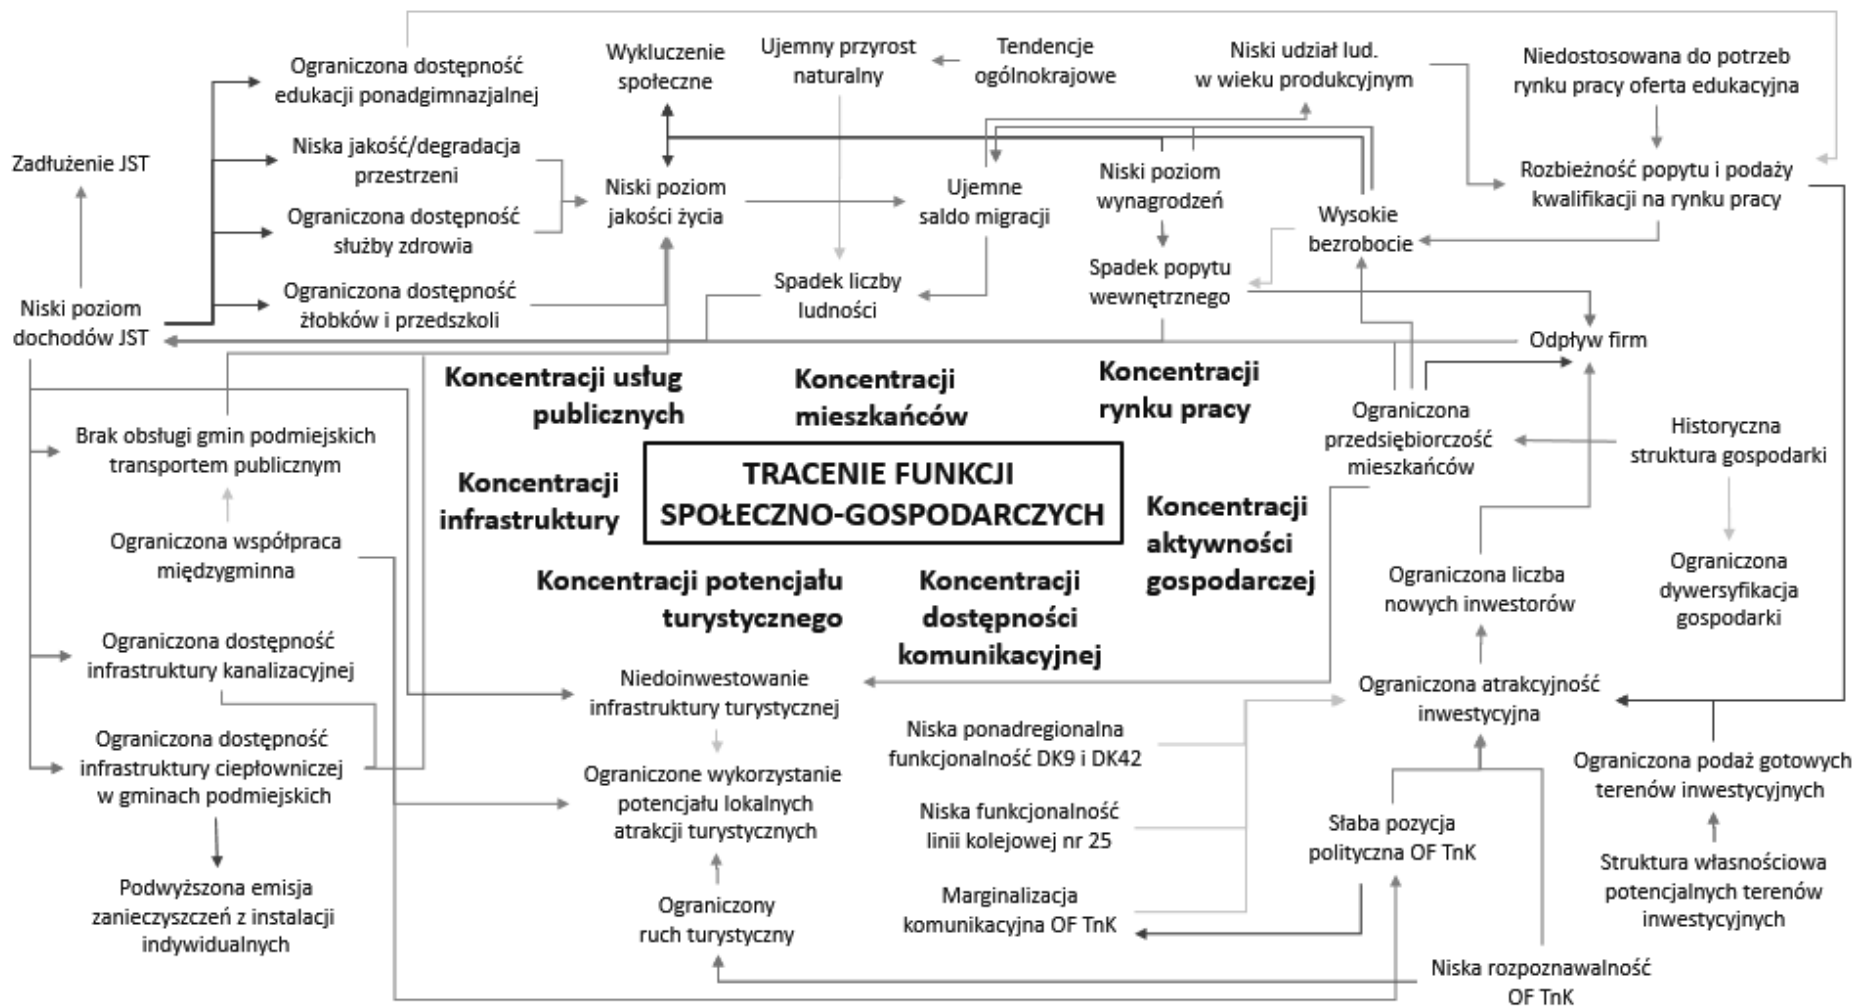 Ograniczona dostępność
edukacji ponadgimnazjalnej
Wykluczenie
społeczne
Ujemny przyrost
naturalny
Tendencje
ogólnokrajowe
Niski udział lud.
w wieku produkcyjnym
Niedostosowana do potrzeb
rynku pracy oferta edukacyjna
Zadłużenie JST
Niska jakość/degradacja
przestrzeni
Ograniczona dostępność
służby zdrowia
Ograniczona dostępność
żłobków i przedszkoli
Niski poziom
dochodów JST
Niski poziom
jakości życia
Ujemne
saldo migracji
Spadek liczby
ludności
Niski poziom
wynagrodzeń
Spadek popytu
wewnętrznego
Wysokie
bezrobocie
Rozbieżność popytu i podaży
kwalifikacji na rynku pracy
Odpływ firm
Koncentracji usług
publicznych
Koncentracji
mieszkańców
Koncentracji
rynku pracy
Brak obsługi gmin podmiejskich
transportem publicznym
Koncentracji
infrastruktury
TRACENIE FUNKCJI
SPOŁECZNO-GOSPODARCZYCH
Koncentracji
aktywności
gospodarczej
Ograniczona
przedsiębiorczość
mieszkańców
Historyczna
struktura gospodarki
Ograniczona współpraca
międzygminna
Koncentracji potencjału
turystycznego
Koncentracji
dostępności
komunikacyjnej
Ograniczona liczba
nowych inwestorów
Ograniczona
dywersyfikacja
gospodarki
Ograniczona dostępność
infrastruktury kanalizacyjnej
Niedoinwestowanie
infrastruktury turystycznej
Ograniczona atrakcyjność
inwestycyjna
Ograniczona dostępność
infrastruktury ciepłowniczej
w gminach podmiejskich
Ograniczone wykorzystanie
potencjału lokalnych
atrakcji turystycznych
Niska ponadregionalna
funkcjonalność DK9 i DK42
Niska funkcjonalność
linii kolejowej nr 25
Słaba pozycja
polityczna OF TnK
Ograniczona podaż gotowych
terenów inwestycyjnych
Podwyższona emisja
zanieczyszczeń z instalacji
indywidualnych
Ograniczony
ruch turystyczny
Marginalizacja
komunikacyjna OF TnK
Struktura własnościowa
potencjalnych terenów
inwestycyjnych
Niska rozpoznawalność
OF TnK